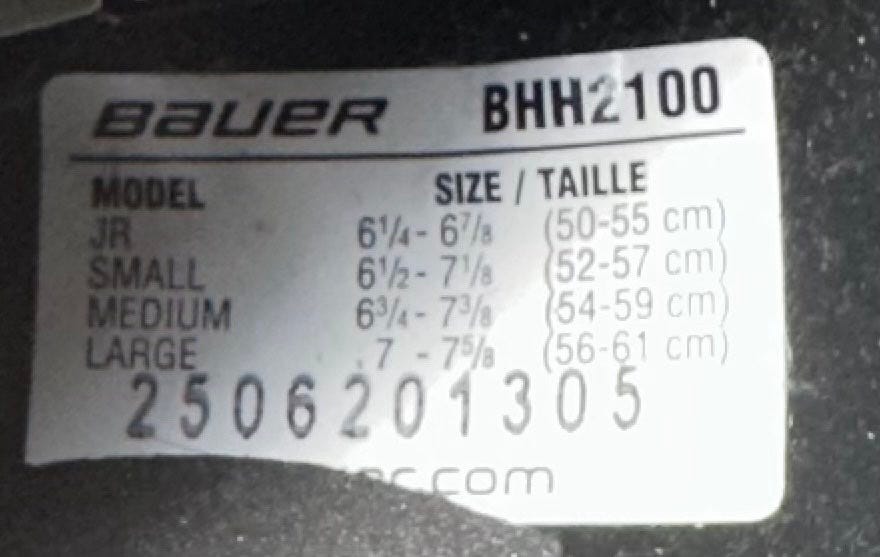 BAUER BHH2100
MODEL SIZE / TAILLE
JR 6¼ - 6⅞ (50-55 cm)
SMALL 6½ - 7⅛ (52-57 cm)
MEDIUM 6¾ - 7⅜ (54-59 cm)
LARGE 7 - 7⅝ (56-61 cm)
2506201305
.com